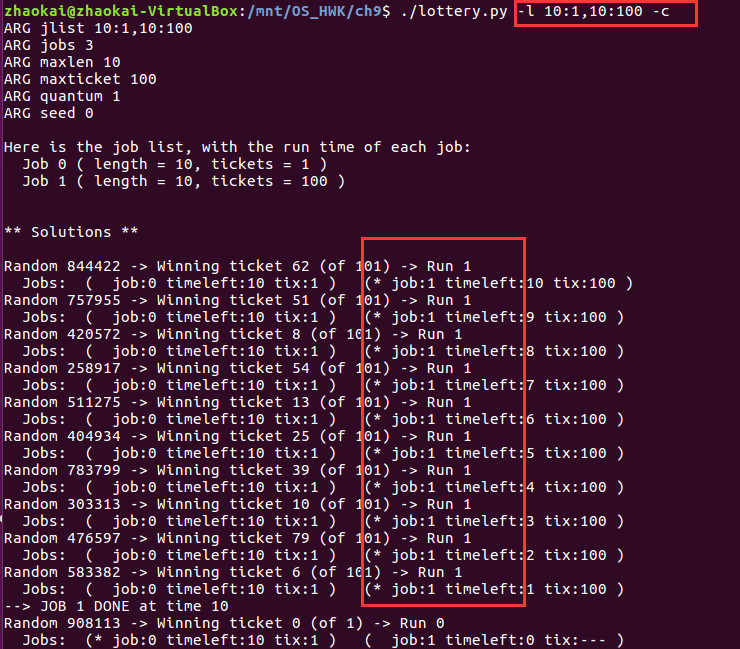 zhaokai@zhaokai-VirtualBox:/mnt/OS_HWK/ch9$ ./lottery.py -l 10:1,10:100 -c
ARG jlist 10:1,10:100
ARG jobs 3
ARG maxlen 10
ARG maxticket 100
ARG quantum 1
ARG seed 0

Here is the job list, with the run time of each job:
  Job 0 ( length = 10, tickets = 1 )
  Job 1 ( length = 10, tickets = 100 )


** Solutions **

Random 844422 -> Winning ticket 62 (of 101) -> Run 1
  Jobs:  (  job:0 timeleft:10 tix:1 )   (* job:1 timeleft:10 tix:100 )
Random 757955 -> Winning ticket 51 (of 101) -> Run 1
  Jobs:  (  job:0 timeleft:10 tix:1 )   (* job:1 timeleft:9 tix:100 )
Random 420572 -> Winning ticket 8 (of 101) -> Run 1
  Jobs:  (  job:0 timeleft:10 tix:1 )   (* job:1 timeleft:8 tix:100 )
Random 258917 -> Winning ticket 54 (of 101) -> Run 1
  Jobs:  (  job:0 timeleft:10 tix:1 )   (* job:1 timeleft:7 tix:100 )
Random 511275 -> Winning ticket 13 (of 101) -> Run 1
  Jobs:  (  job:0 timeleft:10 tix:1 )   (* job:1 timeleft:6 tix:100 )
Random 404934 -> Winning ticket 25 (of 101) -> Run 1
  Jobs:  (  job:0 timeleft:10 tix:1 )   (* job:1 timeleft:5 tix:100 )
Random 783799 -> Winning ticket 39 (of 101) -> Run 1
  Jobs:  (  job:0 timeleft:10 tix:1 )   (* job:1 timeleft:4 tix:100 )
Random 303313 -> Winning ticket 10 (of 101) -> Run 1
  Jobs:  (  job:0 timeleft:10 tix:1 )   (* job:1 timeleft:3 tix:100 )
Random 476597 -> Winning ticket 79 (of 101) -> Run 1
  Jobs:  (  job:0 timeleft:10 tix:1 )   (* job:1 timeleft:2 tix:100 )
Random 583382 -> Winning ticket 6 (of 101) -> Run 1
  Jobs:  (  job:0 timeleft:10 tix:1 )   (* job:1 timeleft:1 tix:100 )
--> JOB 1 DONE at time 10
Random 908113 -> Winning ticket 0 (of 1) -> Run 0
  Jobs:  (* job:0 timeleft:10 tix:1 )   (  job:1 timeleft:0 tix:--- )